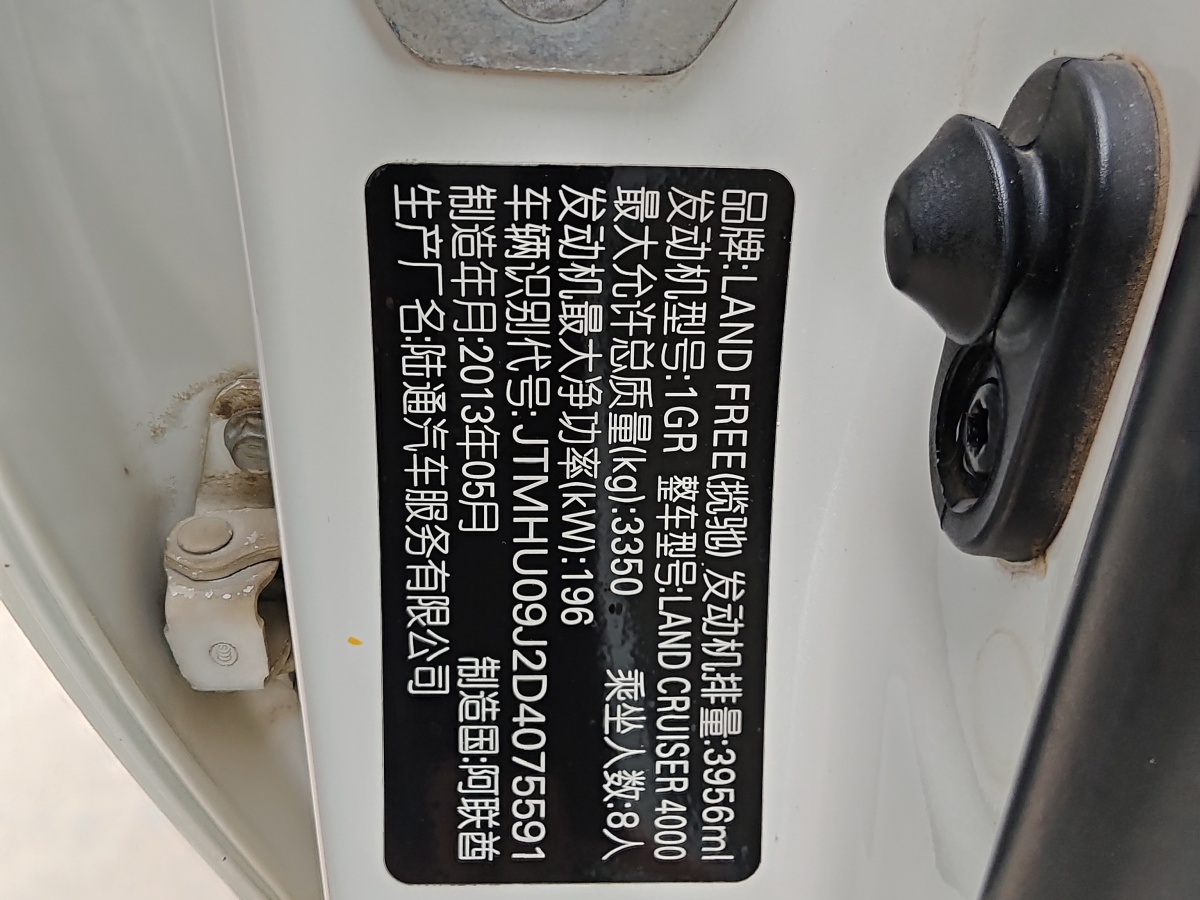 品牌:LAND FREE(揽驰) 发动机排量:3956ml
发动机型号:1GR 整车型号:LAND CRUISER 4000
最大允许总质量(kg):3350 乘坐人数:8人
发动机最大净功率(kW):196
车辆识别代号:JTMHU09J2D4075591
制造年月:2013年05月 制造国:阿联酋
生产厂名:陆通汽车服务有限公司